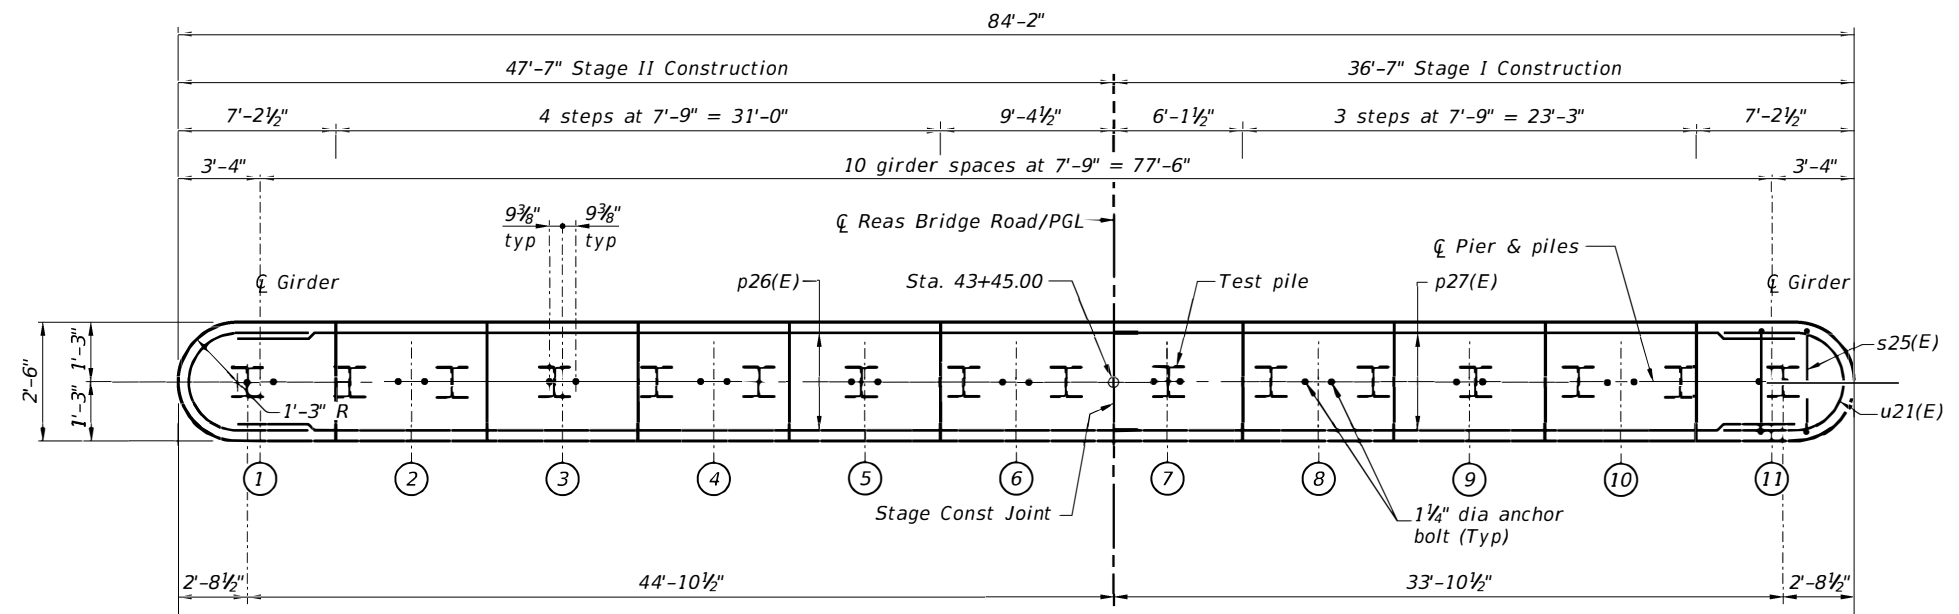 84'-2"
47'-7" Stage II Construction
36'-7" Stage I Construction
7'-2½"
4 steps at 7'-9" = 31'-0"
9'-4½"
6'-1½"
3 steps at 7'-9" = 23'-3"
7'-2½"
3'-4"
10 girder spaces at 7'-9" = 77'-6"
3'-4"
9⅜"
typ
9⅜"
typ
℄ Reas Bridge Road/PGL
℄ Pier & piles
℄ Girder
p26(E)
Sta. 43+45.00
Test pile
p27(E)
℄ Girder
2'-6"
1'-3"
1'-3"
s25(E)
1'-3" R
u21(E)
1
2
3
4
5
6
7
8
9
10
11
Stage Const Joint
1¼" dia anchor
bolt (Typ)
2'-8½"
44'-10½"
33'-10½"
2'-8½"